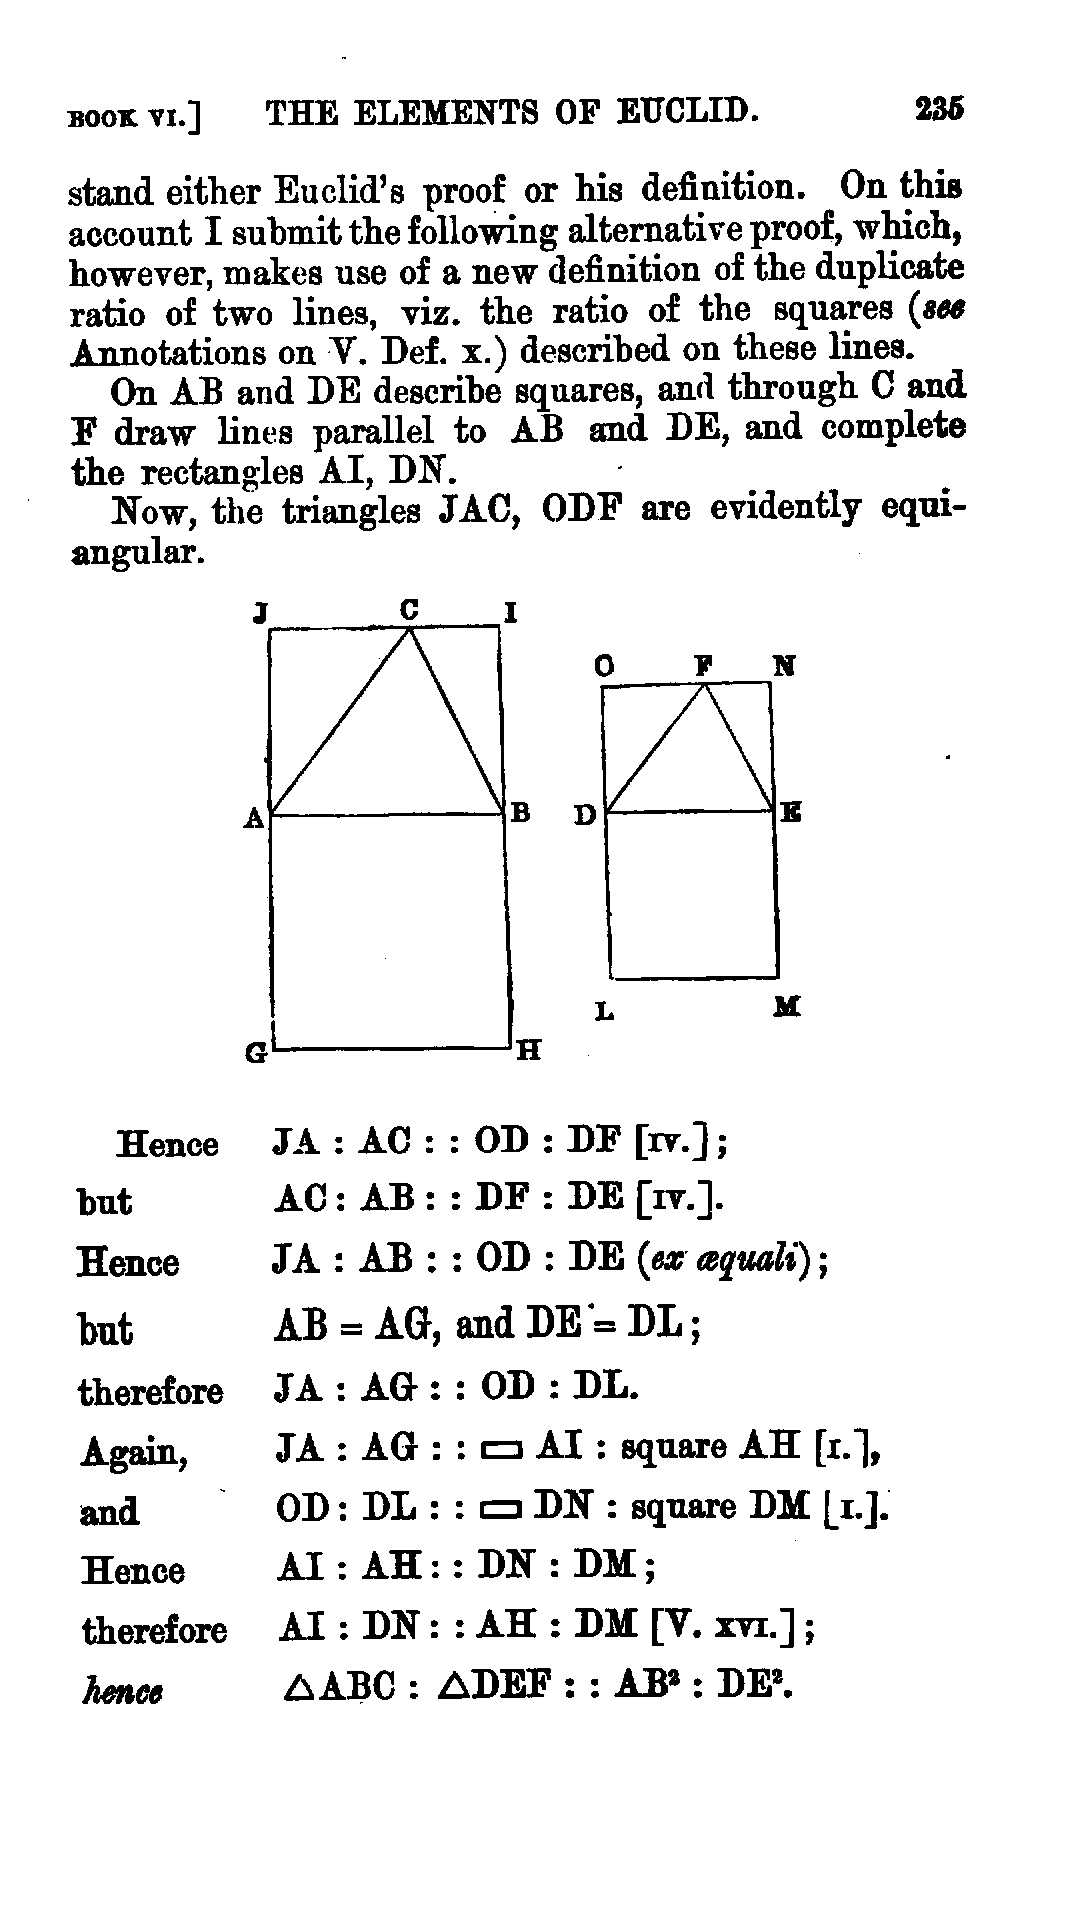 BOOK VI.] THE ELEMENTS OF EUCLID. 235
stand either Euclid's proof or his definition. On this
account I submit the following alternative proof, which,
however, makes use of a new definition of the duplicate
ratio of two lines, viz. the ratio of the squares (see
Annotations on V. Def. x.) described on these lines.
On AB and DE describe squares, and through C and
F draw lines parallel to AB and DE, and complete
the rectangles AI, DN.
Now, the triangles JAC, ODF are evidently equi-
angular.
J C I
O F N
A B D E
L M
G H
Hence JA : AC : : OD : DF [IV.];
but AC : AB : : DF : DE [IV.].
Hence JA : AB : : OD : DE (ex æquali);
but AB = AG, and DE = DL;
therefore JA : AG : : OD : DL.
Again, JA : AG : : ▭ AI : square AH [I.],
and OD : DL : : ▭ DN : square DM [I.].
Hence AI : AH : : DN : DM;
therefore AI : DN : : AH : DM [V. XVI.];
hence △ABC : △DEF : : AB² : DE².